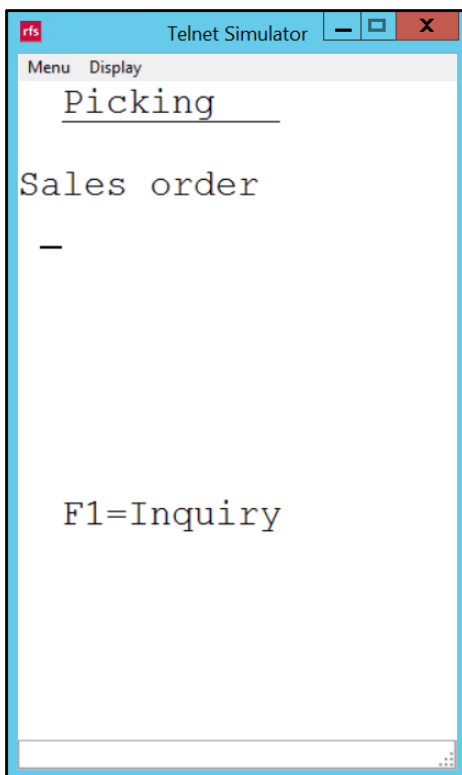 rfs Telnet Simulator X
Menu Display
Picking
Sales order
_
F1=Inquiry